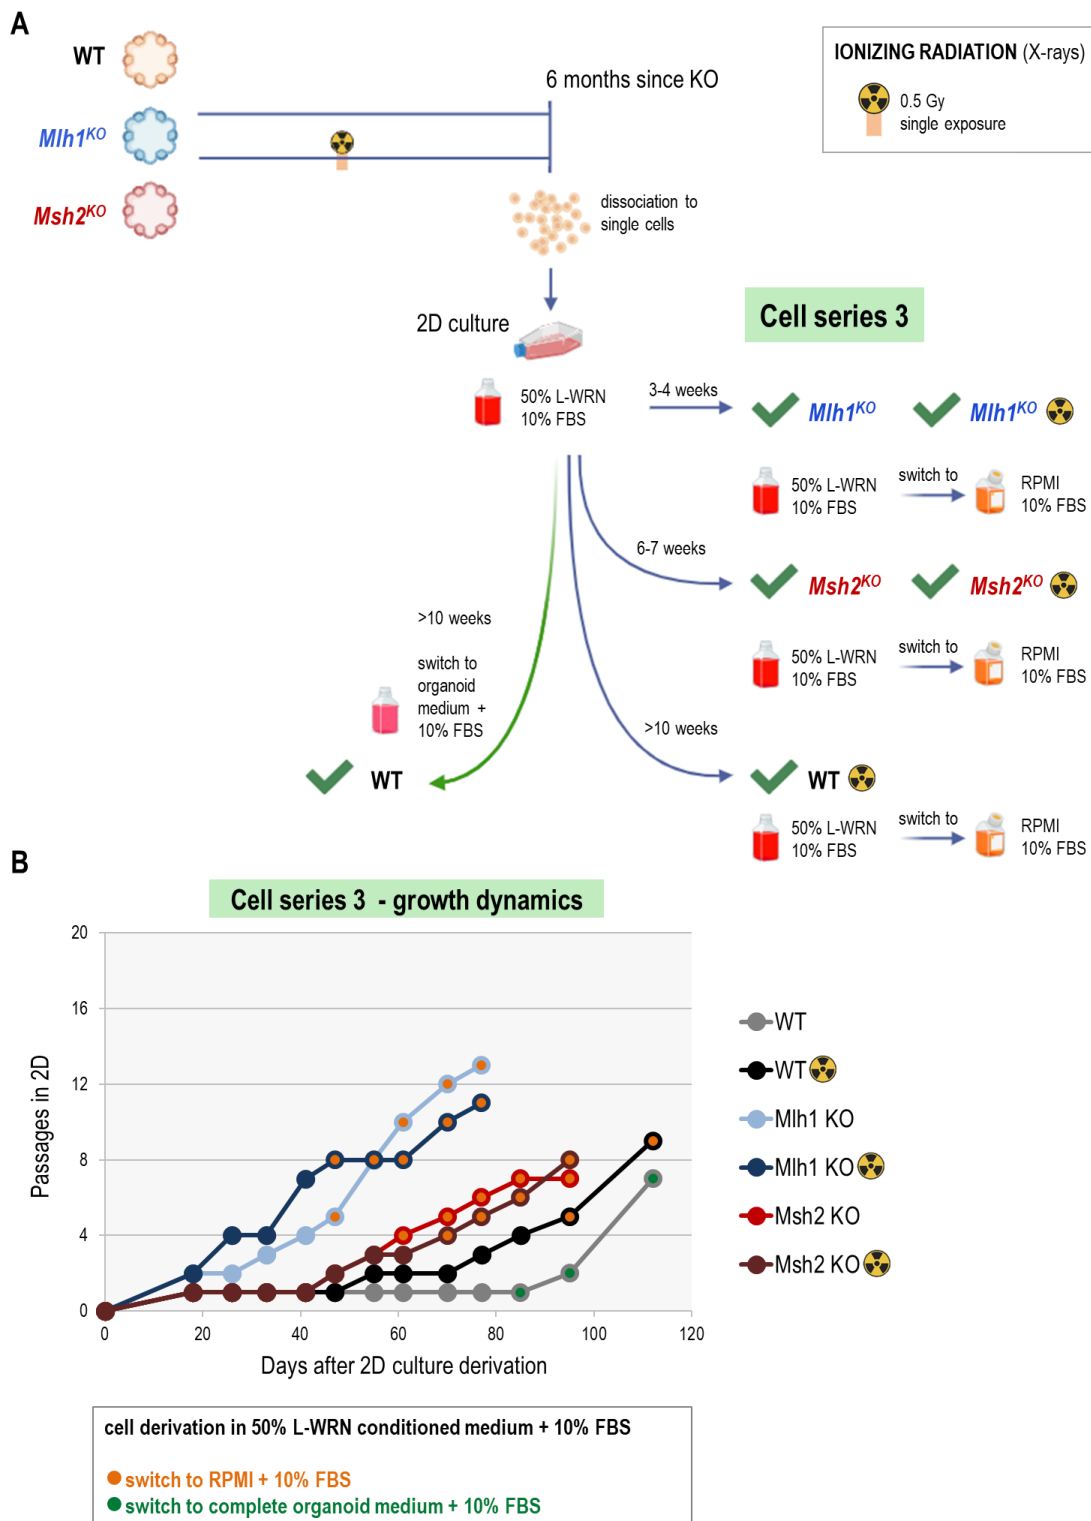 A
WT
Mlh1KO
Msh2KO
6 months since KO
IONIZING RADIATION (X-rays)
0.5 Gy
single exposure
dissociation to
single cells
2D culture
Cell series 3
50% L-WRN
10% FBS
3-4 weeks
Mlh1KO
Mlh1KO
50% L-WRN
10% FBS
switch to
RPMI
10% FBS
6-7 weeks
Msh2KO
Msh2KO
50% L-WRN
10% FBS
switch to
RPMI
10% FBS
>10 weeks
switch to
organoid
medium +
10% FBS
WT
>10 weeks
WT
50% L-WRN
10% FBS
switch to
RPMI
10% FBS
B
Cell series 3 - growth dynamics
Passages in 2D
20
16
12
8
4
0
0
20
40
60
80
100
120
Days after 2D culture derivation
WT
WT
Mlh1 KO
Mlh1 KO
Msh2 KO
Msh2 KO
cell derivation in 50% L-WRN conditioned medium + 10% FBS
switch to RPMI + 10% FBS
switch to complete organoid medium + 10% FBS